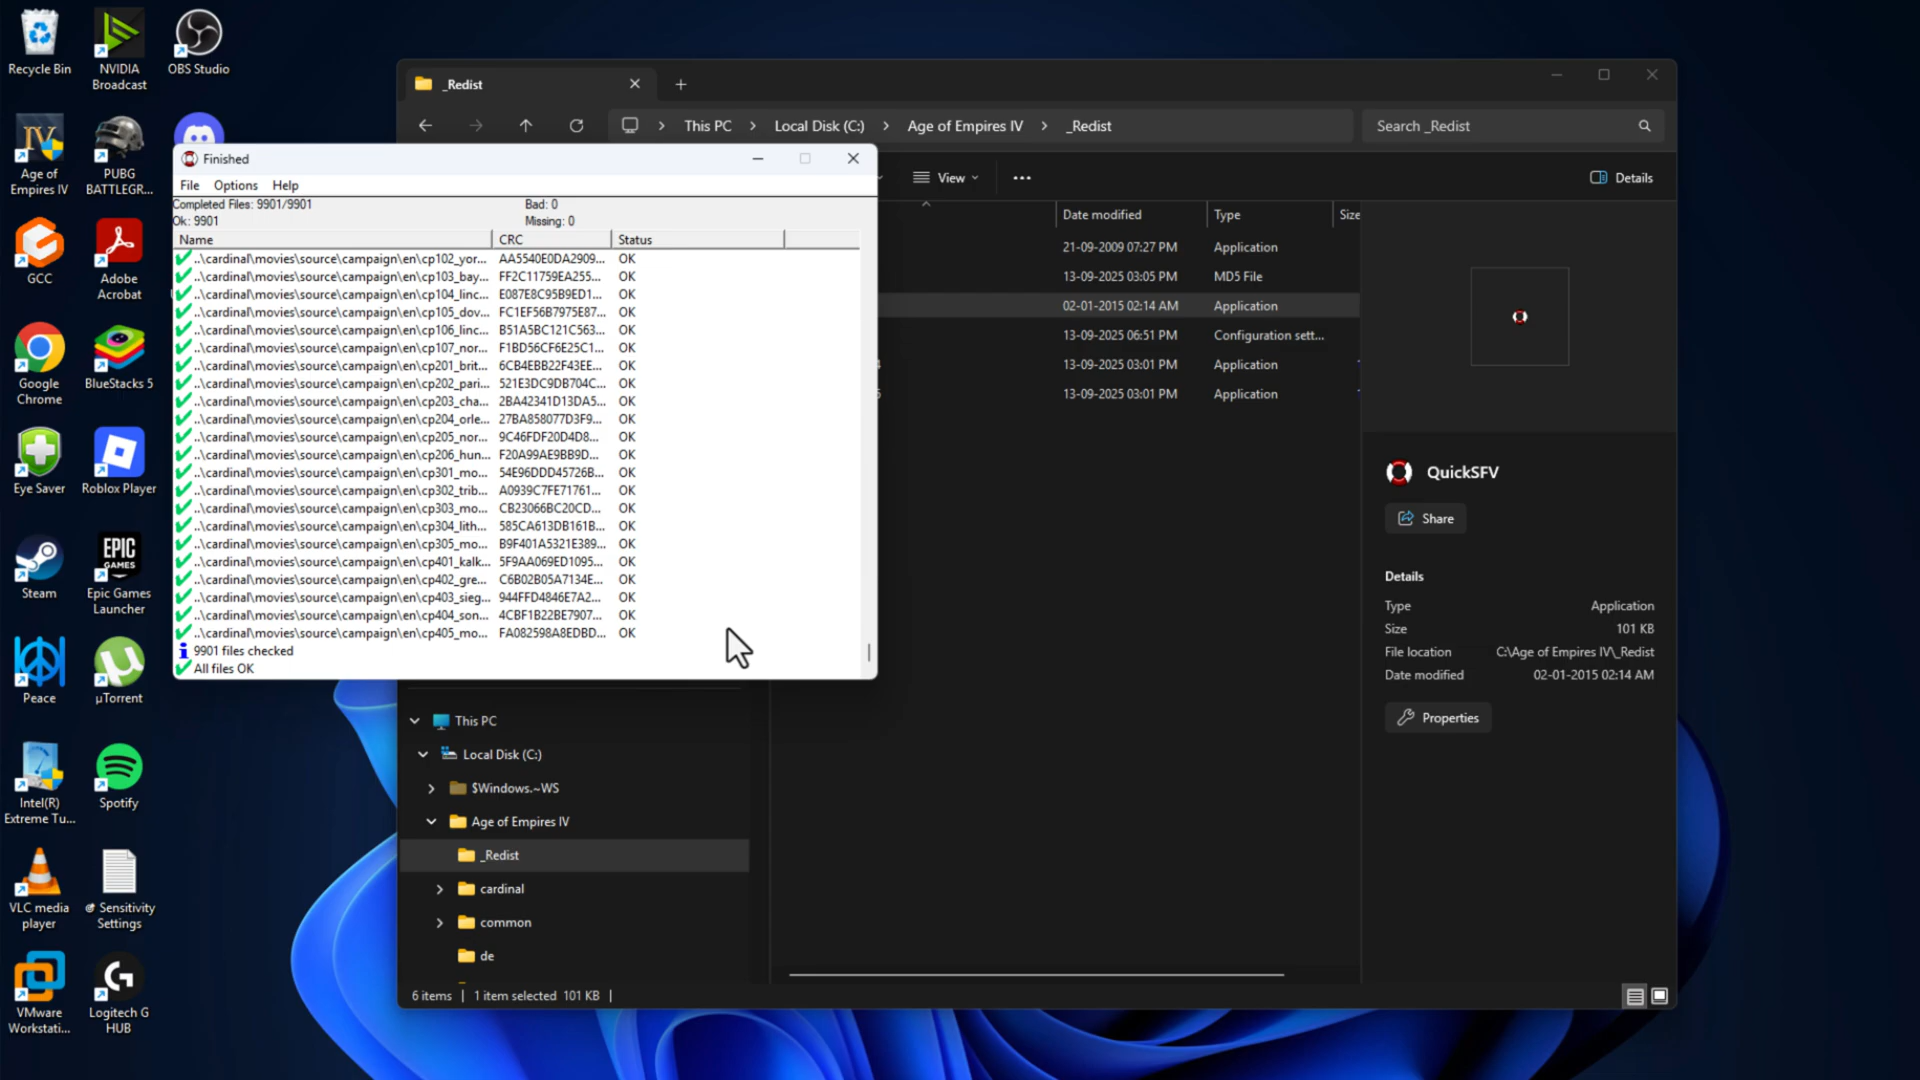 Recycle Bin
NVIDIA
Broadcast
OBS Studio
Age of
Empires IV
PUBG
BATTLEGR...
GCC
Adobe
Acrobat
Google
Chrome
BlueStacks 5
Eye Saver
Roblox Player
Steam
EPIC
GAMES
Epic Games
Launcher
Peace
µTorrent
Intel(R)
Extreme Tu...
Spotify
VLC media
player
Sensitivity
Settings
VMware
Workstati...
Logitech G
HUB
_Redist
This PC > Local Disk (C:) > Age of Empires IV > _Redist
Search _Redist
View
Details
Date modified Type Size
21-09-2009 07:27 PM Application
13-09-2025 03:05 PM MD5 File
02-01-2015 02:14 AM Application
13-09-2025 06:51 PM Configuration sett...
13-09-2025 03:01 PM Application
13-09-2025 03:01 PM Application
Finished
File Options Help
Completed Files: 9901/9901 Bad: 0
Ok: 9901 Missing: 0
Name CRC Status
..\cardinal\movies\source\campaign\en\cp102_yor... AA5540E0DA2909... OK
..\cardinal\movies\source\campaign\en\cp103_bay... FF2C11759EA255... OK
..\cardinal\movies\source\campaign\en\cp104_linc... E087E8C95B9ED1... OK
..\cardinal\movies\source\campaign\en\cp105_dov... FC1EF56B7975E87... OK
..\cardinal\movies\source\campaign\en\cp106_linc... B51A5BC121C563... OK
..\cardinal\movies\source\campaign\en\cp107_nor... F1BD56CF6E25C1... OK
..\cardinal\movies\source\campaign\en\cp201_brit... 6CB4EBB22F43EE... OK
..\cardinal\movies\source\campaign\en\cp202_pari... 521E3DC9DB704C... OK
..\cardinal\movies\source\campaign\en\cp203_cha... 2BA42341D13DA5... OK
..\cardinal\movies\source\campaign\en\cp204_orle... 27BA858077D3F9... OK
..\cardinal\movies\source\campaign\en\cp205_nor... 9C46FDF20D4D8... OK
..\cardinal\movies\source\campaign\en\cp206_hun... F20A99AE9BB9D... OK
..\cardinal\movies\source\campaign\en\cp301_mo... 54E96DDD45726B... OK
..\cardinal\movies\source\campaign\en\cp302_trib... A0939C7FE71761... OK
..\cardinal\movies\source\campaign\en\cp303_mo... CB23066BC20CD... OK
..\cardinal\movies\source\campaign\en\cp304_lith... 585CA613DB161B... OK
..\cardinal\movies\source\campaign\en\cp305_mo... B9F401A5321E389... OK
..\cardinal\movies\source\campaign\en\cp401_kalk... 5F9AA069ED1095... OK
..\cardinal\movies\source\campaign\en\cp402_gre... C6B02B05A7134E... OK
..\cardinal\movies\source\campaign\en\cp403_sieg... 944FFD4846E7A2... OK
..\cardinal\movies\source\campaign\en\cp404_son... 4CBF1B22BE7907... OK
..\cardinal\movies\source\campaign\en\cp405_mo... FA082598A8EDBD... OK
9901 files checked
All files OK
This PC
Local Disk (C:)
$Windows.~WS
Age of Empires IV
_Redist
cardinal
common
de
QuickSFV
Share
Details
Type Application
Size 101 KB
File location C:\Age of Empires IV\_Redist
Date modified 02-01-2015 02:14 AM
Properties
6 items | 1 item selected 101 KB |